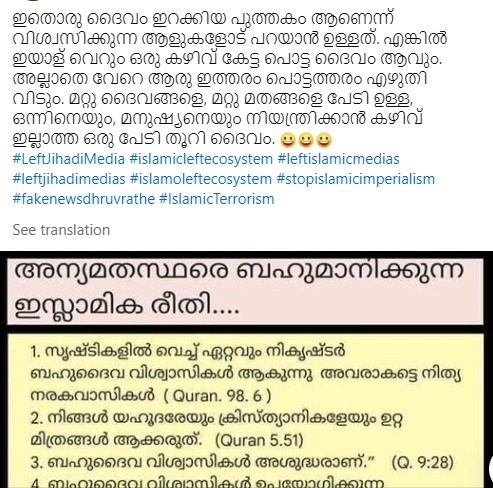 ഇതൊരു ദൈവം ഇറക്കിയ പുത്തകം ആണെന്ന്
വിശ്വസിക്കുന്ന ആളുകളോട് പറയാൻ ഉള്ളത്. എങ്കിൽ
ഇയാള് വെറും ഒരു കഴിവ് കേട്ട പൊട്ട ദൈവം ആവും.
അല്ലാതെ വേറെ ആരു ഇത്തരം പൊട്ടത്തരം എഴുതി
വിടും. മറ്റു ദൈവങ്ങളെ, മറ്റു മതങ്ങളെ പേടി ഉള്ള,
ഒന്നിനെയും, മനുഷ്യനെയും നിയന്ത്രിക്കാൻ കഴിവ്
ഇല്ലാത്ത ഒരു പേടി തൂറി ദൈവം. 😀😀😀
#LeftJihadiMedia #islamicleftecosystem #leftislamicmedias
#leftjihadimedias #islamoleftecosystem #stopislamicimperialism
#fakenewsdhruvrathe #IslamicTerrorism
See translation
അന്യമതസ്ഥരെ ബഹുമാനിക്കുന്ന
ഇസ്ലാമിക രീതി....
1. സൃഷ്ടികളിൽ വെച്ച് ഏറ്റവും നികൃഷ്ടർ
ബഹുദൈവ വിശ്വാസികൾ ആകുന്നു അവരാകട്ടെ നിത്യ
നരകവാസികൾ ( Quran. 98. 6 )
2. നിങ്ങൾ യഹൂദരേയും ക്രിസ്ത്യാനികളേയും ഉറ്റ
മിത്രങ്ങൾ ആക്കരുത്. (Quran 5.51)
3. ബഹുദൈവ വിശ്വാസികൾ അശുദ്ധരാണ്.” (Q. 9:28)
4. ബഹുദൈവ വിശ്വാസികൾ ഉപയോഗിക്കുന്ന